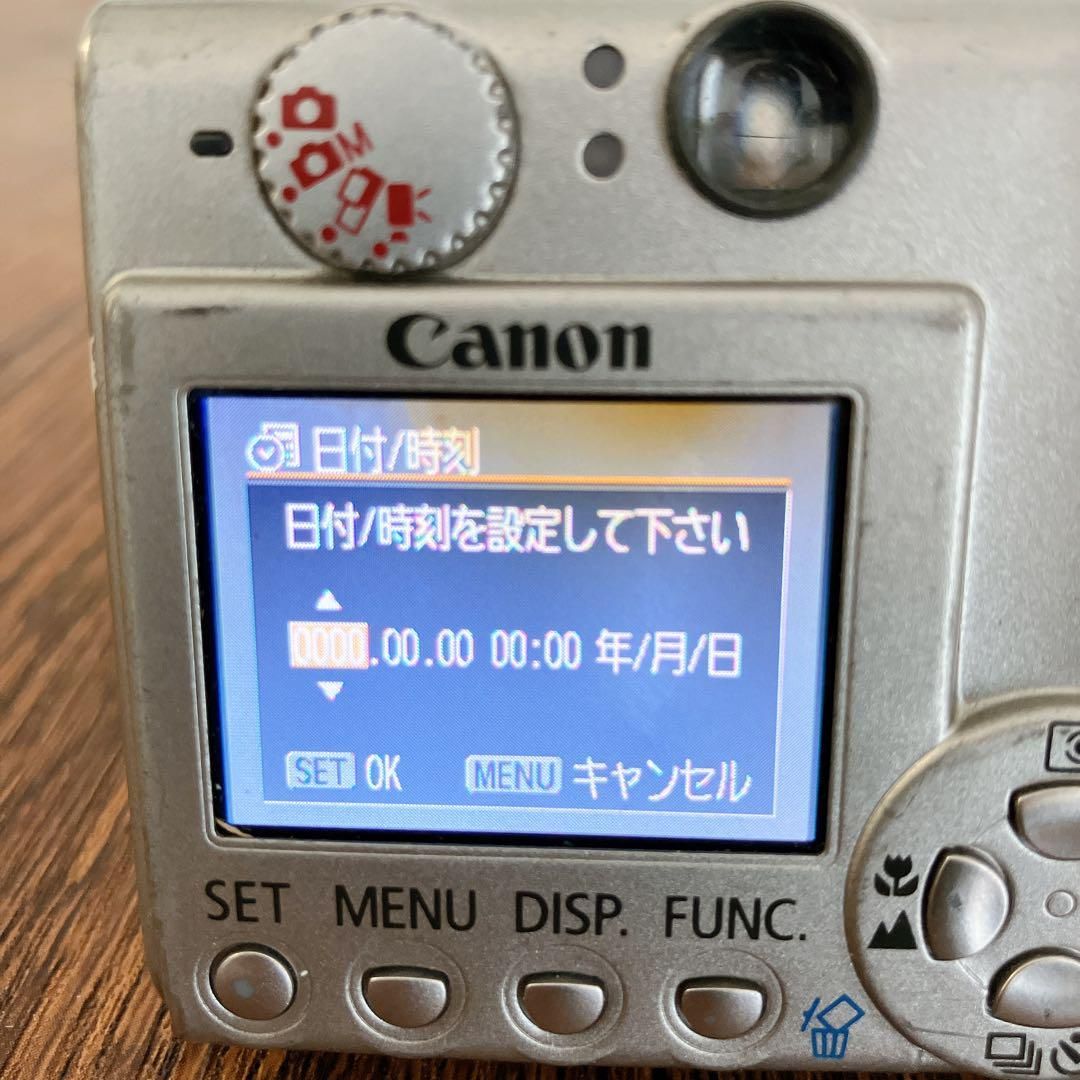 M
Canon
日付/時刻
日付/時刻を設定して下さい
0000.00.00 00:00 年/月/日
SET OK MENU キャンセル
SET MENU DISP. FUNC.